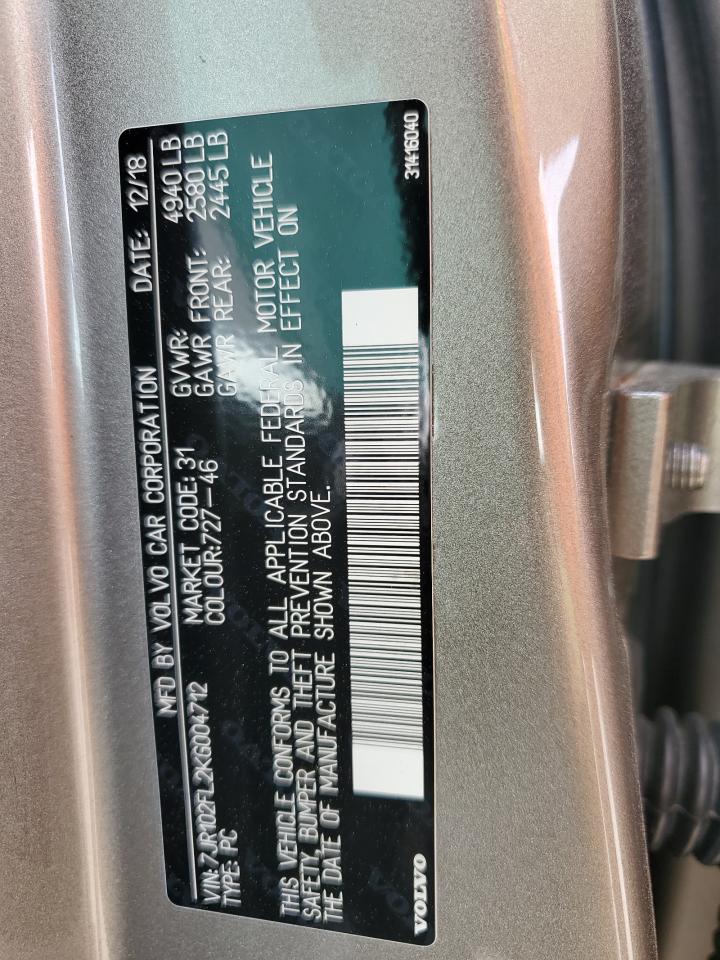 MFD BY VOLVO CAR CORPORATION DATE: 12/18
VIN:7JR102FL2KG004712 MARKET CODE: 31 GVWR: 4940 LB
TYPE: PC COLOUR:727-46 GAWR FRONT: 2580 LB
GAWR REAR: 2445 LB
THIS VEHICLE CONFORMS TO ALL APPLICABLE FEDERAL MOTOR VEHICLE
SAFETY, BUMPER AND THEFT PREVENTION STANDARDS IN EFFECT ON
THE DATE OF MANUFACTURE SHOWN ABOVE.
VOLVO 31416040